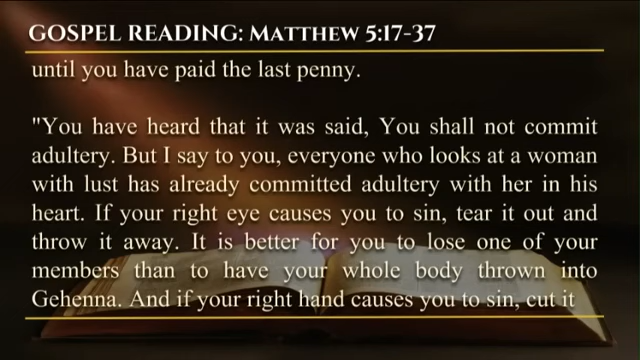 GOSPEL READING: MATTHEW 5:17-37
until you have paid the last penny.
"You have heard that it was said, You shall not commit
adultery. But I say to you, everyone who looks at a woman
with lust has already committed adultery with her in his
heart. If your right eye causes you to sin, tear it out and
throw it away. It is better for you to lose one of your
members than to have your whole body thrown into
Gehenna. And if your right hand causes you to sin, cut it